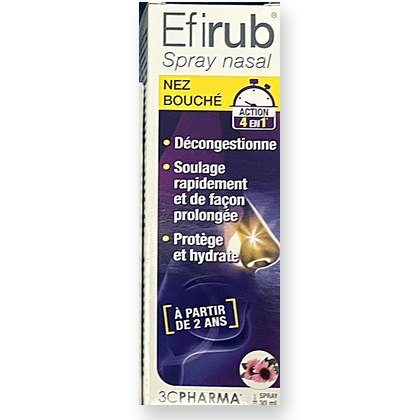 Efirub®
Spray nasal
NEZ
BOUCHÉ
ACTION
4 EN 1
• Décongestionne
• Soulage
rapidement
et de façon
prolongée
• Protège
et hydrate
[À PARTIR
DE 2 ANS]
3CPHARMA®
SPRAY
30 ml